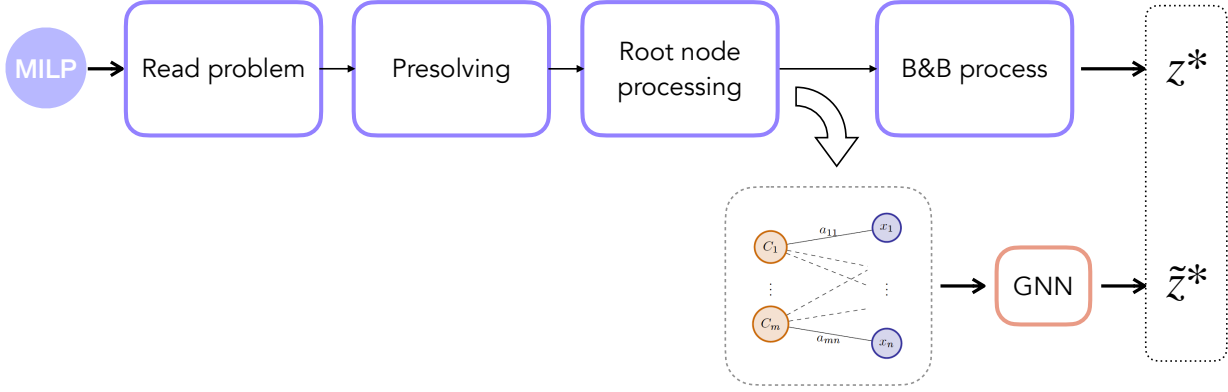 MILP
Read problem
Presolving
Root node
processing
B&B process
z*
C₁
a₁₁
x₁
⋮
⋮
Cₘ
aₘₙ
xₙ
GNN
z̃*